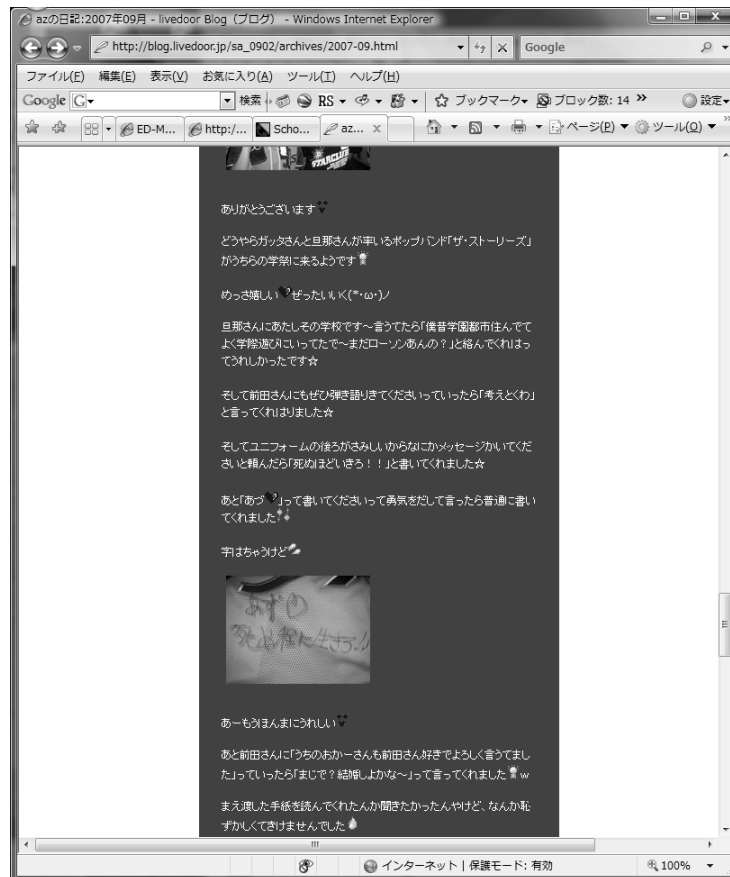 azの日記:2007年09月 - livedoor Blog（ブログ） - Windows Internet Explorer
http://blog.livedoor.jp/sa_0902/archives/2007-09.html
Google
ファイル(F) 編集(E) 表示(V) お気に入り(A) ツール(T) ヘルプ(H)
Google G 検索 RS ブックマーク ブロック数: 14 » 設定
ED-M... http:/... Scho... az... ページ(P) ツール(O) »
STARCLUB
ありがとうございます
どうやらガッタさんと旦那さんが率いるポップバンド「ザ・ストーリーズ」
がうちらの学祭に来るようです
めっさ嬉しい ぜったいいく(*・ω・)ノ
旦那さんにあたしその学校です〜言うてたら「僕昔学園都市住んでて
よく学際遊びにいってたで〜まだローソンあんの？」と絡んでくれはっ
てうれしかったです☆
そして前田さんにもぜひ弾き語りきてくださいっていったら「考えとくわ」
と言ってくれはりました☆
そしてユニフォームの後ろがさみしいからなにかメッセージかいてくだ
さいと頼んだら「死ぬほどいきろ！！」と書いてくれました☆
あと「あづ 」って書いてくださいって勇気をだして言ったら普通に書い
てくれました
字はちゃうけど
あずの
死ぬ程に生きろ!!
あーもうほんまにうれしい
あと前田さんに「うちのおかーさんも前田さん好きでよろしく言うてまし
た」っていったら「まじで？結婚しよかな〜」って言ってくれました ｗ
まえ渡した手紙を読んでくれたんか聞きたかったんやけど、なんか恥
ずかしくてきけませんでした
インターネット | 保護モード: 有効 100%